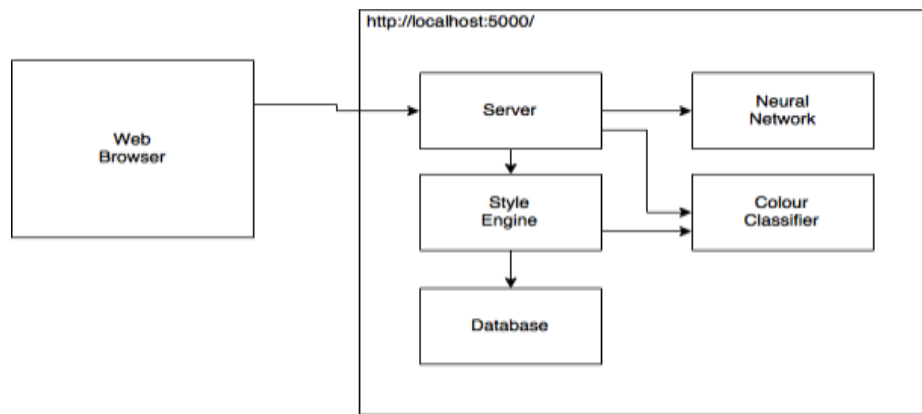 http://localhost:5000/
Web
Browser
Server
Neural
Network
Style
Engine
Colour
Classifier
Database